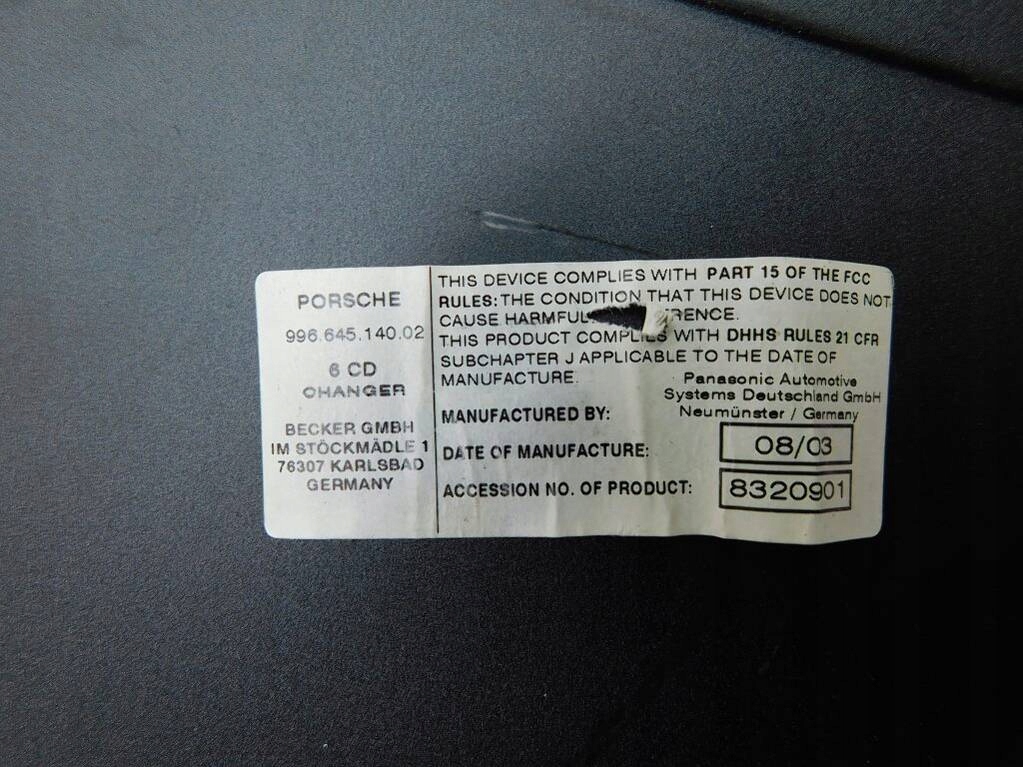 PORSCHE
996.645.140.02
6 CD
CHANGER
BECKER GMBH
IM STÖCKMÄDLE 1
76307 KARLSBAD
GERMANY
THIS DEVICE COMPLIES WITH PART 15 OF THE FCC
RULES: THE CONDITION THAT THIS DEVICE DOES NOT
CAUSE HARMFUL RENCE.
THIS PRODUCT COMPLIES WITH DHHS RULES 21 CFR
SUBCHAPTER J APPLICABLE TO THE DATE OF
MANUFACTURE.
Panasonic Automotive
Systems Deutschland GmbH
MANUFACTURED BY: Neumünster / Germany
DATE OF MANUFACTURE: 08/03
ACCESSION NO. OF PRODUCT: 8320901